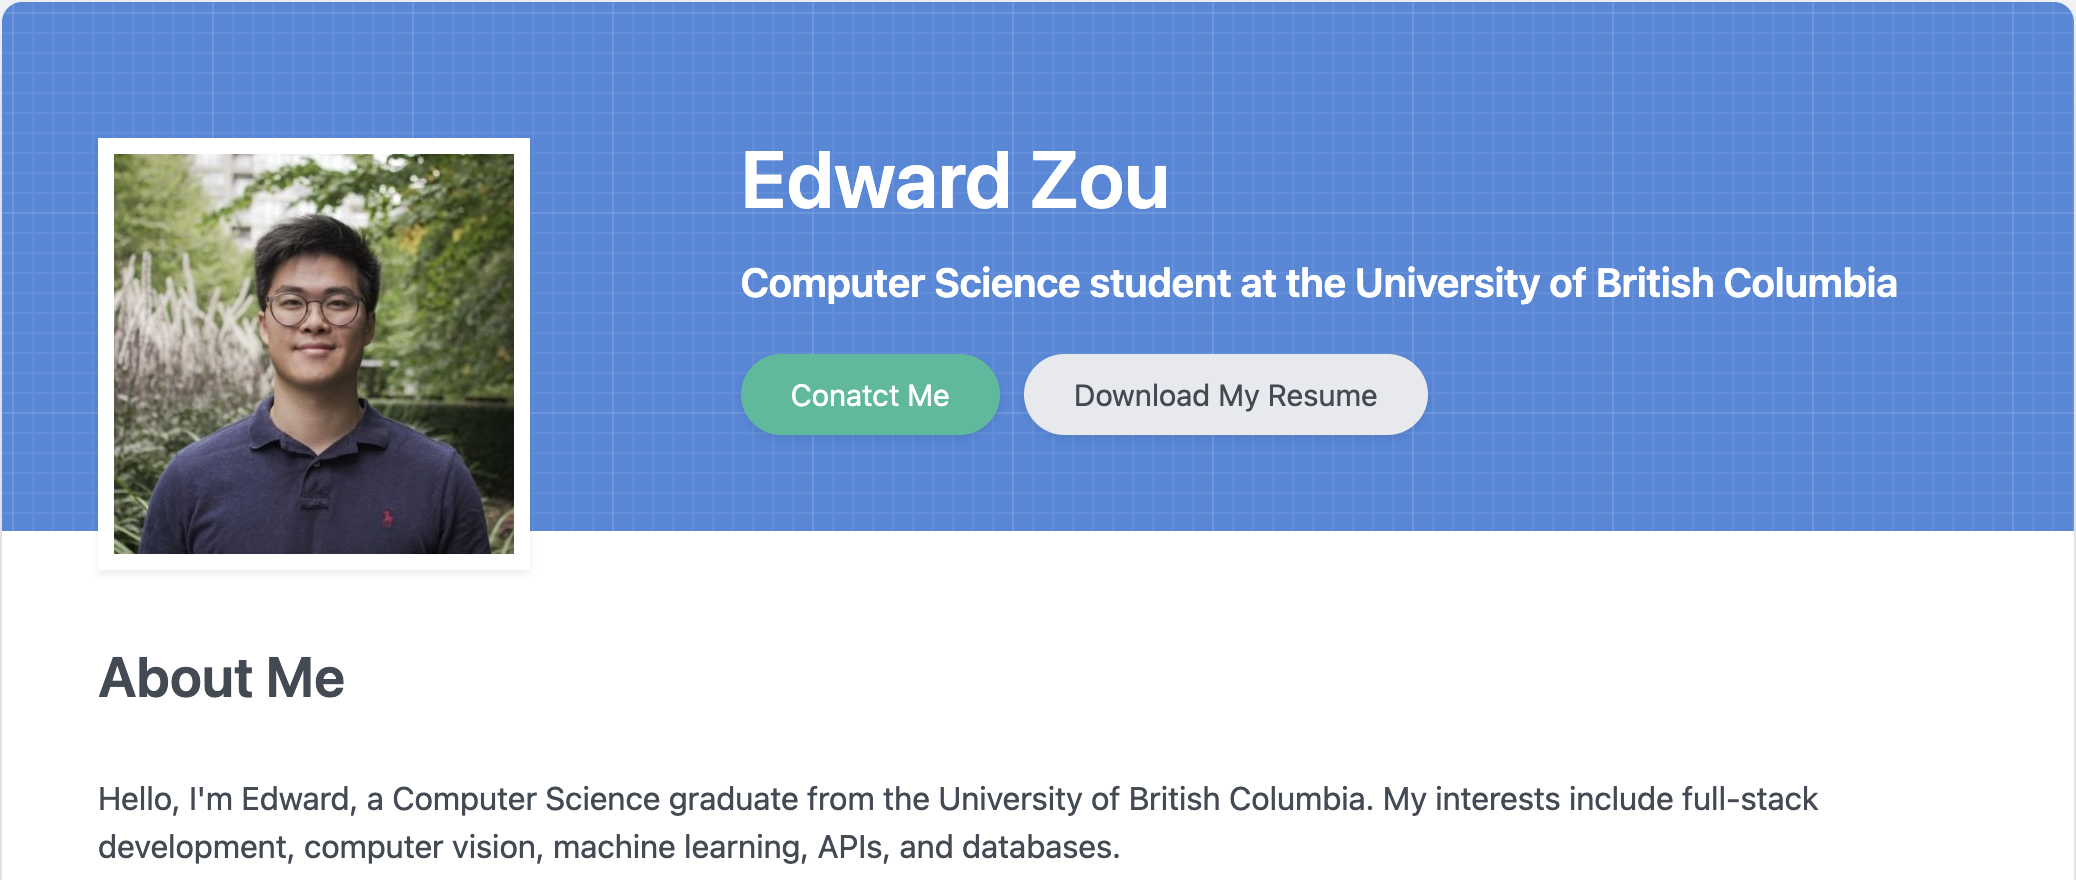 Edward Zou
Computer Science student at the University of British Columbia
Conatct Me
Download My Resume
About Me
Hello, I'm Edward, a Computer Science graduate from the University of British Columbia. My interests include full-stack
development, computer vision, machine learning, APIs, and databases.